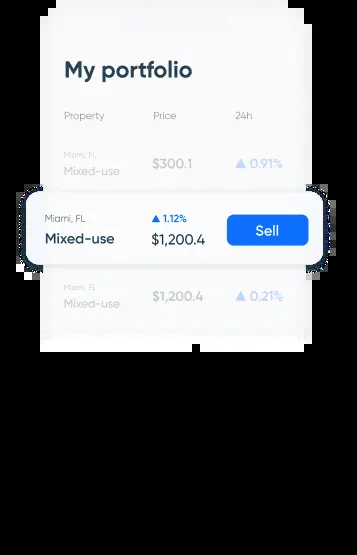 My portfolio
Property Price 24h
Miami, FL
Mixed-use $300.1 ▲ 0.91%
Miami, FL ▲ 1.12%
Mixed-use $1,200.4 Sell
Miami, FL
Mixed-use $1,200.4 ▲ 0.21%